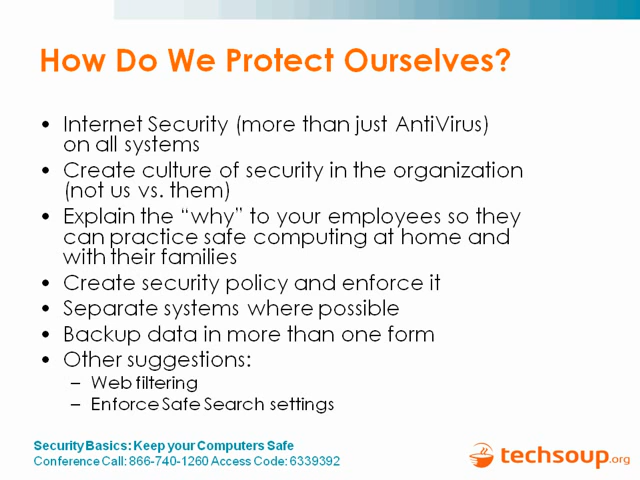 How Do We Protect Ourselves?
• Internet Security (more than just AntiVirus)
on all systems
• Create culture of security in the organization
(not us vs. them)
• Explain the “why” to your employees so they
can practice safe computing at home and
with their families
• Create security policy and enforce it
• Separate systems where possible
• Backup data in more than one form
• Other suggestions:
– Web filtering
– Enforce Safe Search settings
Security Basics: Keep your Computers Safe
Conference Call: 866-740-1260 Access Code: 6339392
techsoup.org